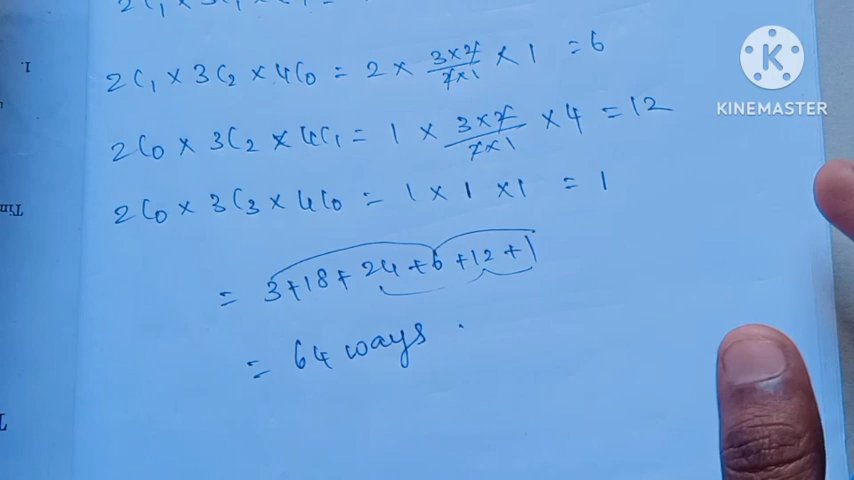 1.
2C1 × 3C2 × 4C0 = 2 × 3×2/2×1 × 1 = 6
2C0 × 3C2 × 4C1 = 1 × 3×2/2×1 × 4 = 12
2C0 × 3C3 × 4C0 = 1 × 1 × 1 = 1
= 3+18+24+6+12+1
= 64 ways.
K
KINEMASTER